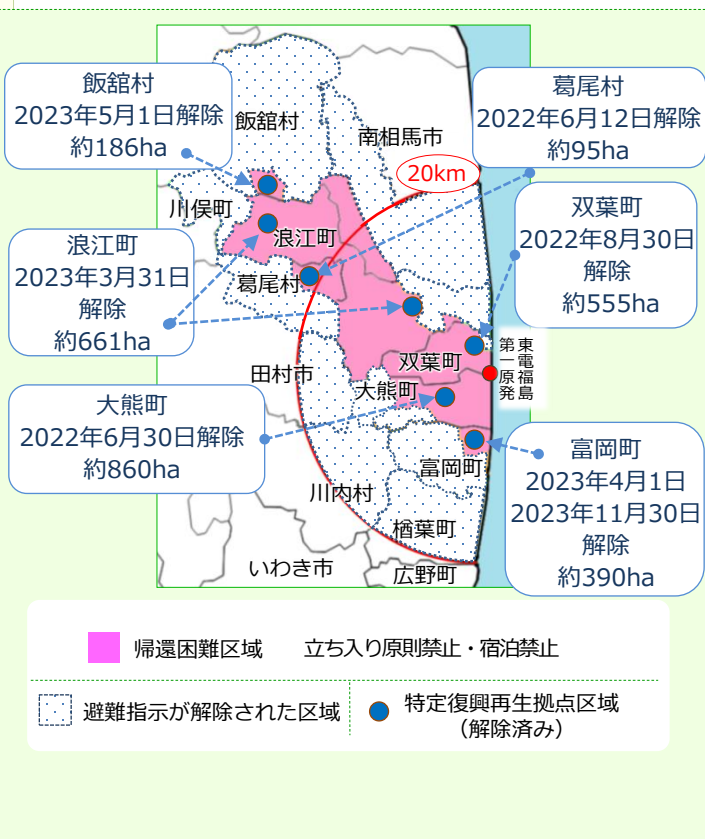 飯舘村
2023年5月1日解除
約186ha
葛尾村
2022年6月12日解除
約95ha
飯舘村
南相馬市
20km
川俣町
浪江町
双葉町
2022年8月30日
解除
約555ha
浪江町
2023年3月31日
解除
約661ha
葛尾村
田村市
双葉町
大熊町
東電福島
第一原発
大熊町
2022年6月30日解除
約860ha
富岡町
川内村
楢葉町
いわき市
広野町
富岡町
2023年4月1日
2023年11月30日
解除
約390ha
帰還困難区域 立ち入り原則禁止・宿泊禁止
避難指示が解除された区域
特定復興再生拠点区域
(解除済み)